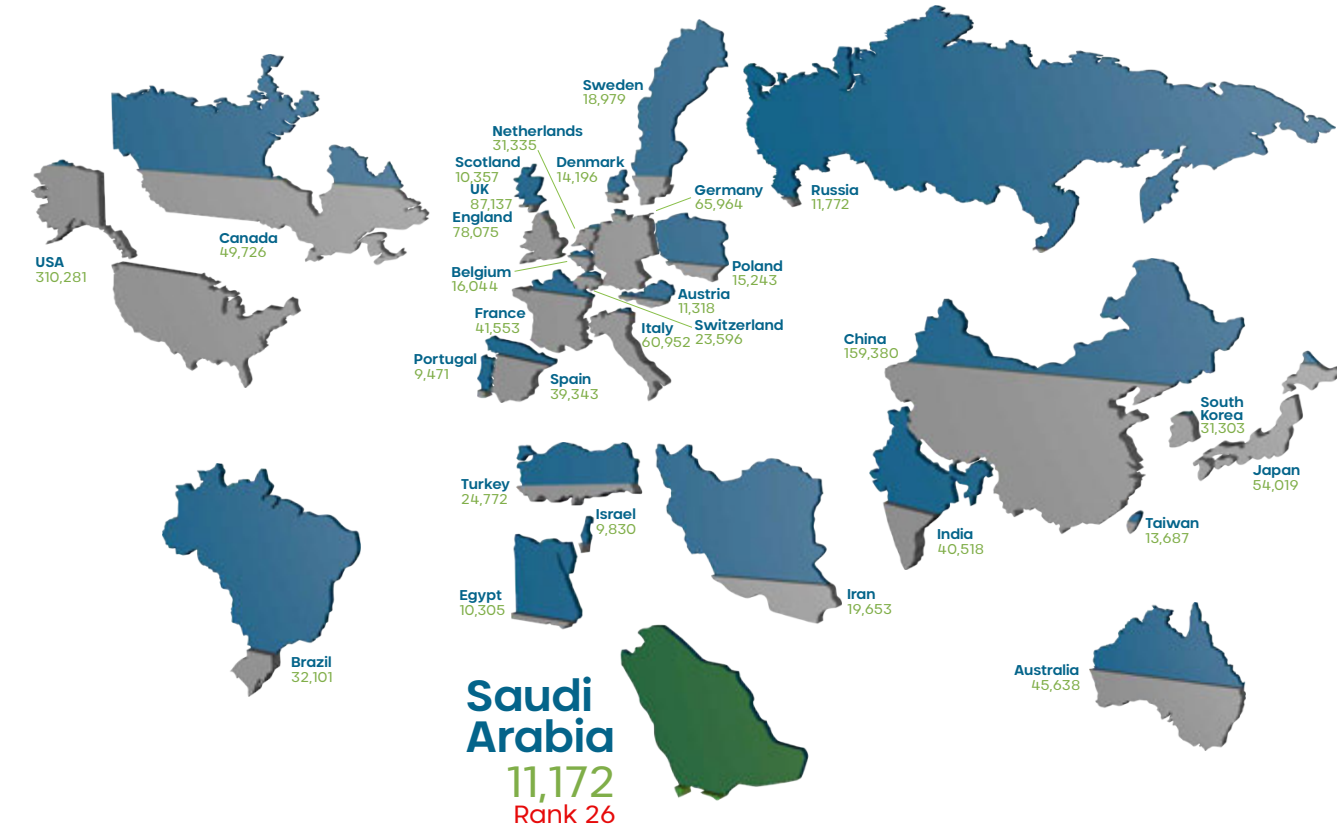 Sweden
18,979
Netherlands
31,335
Scotland
10,357
Denmark
14,196
UK
87,137
Germany
65,964
Russia
11,772
England
78,075
Canada
49,726
USA
310,281
Belgium
16,044
Poland
15,243
Austria
11,318
France
41,553
Italy
60,952
Switzerland
23,596
China
159,380
Portugal
9,471
Spain
39,343
South
Korea
31,303
Japan
54,019
Turkey
24,772
Israel
9,830
Taiwan
13,687
India
40,518
Egypt
10,305
Iran
19,653
Brazil
32,101
Australia
45,638
Saudi
Arabia
11,172
Rank 26